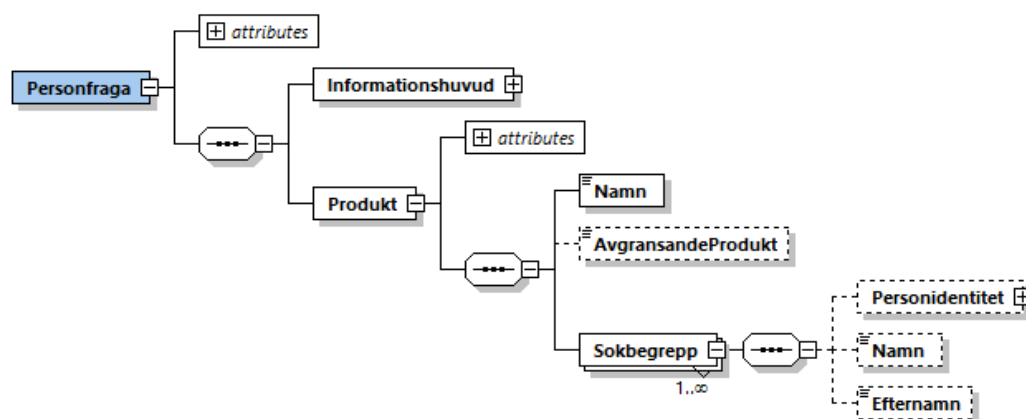 attributes
Personfraga
Informationshuvud
attributes
Produkt
Namn
AvgransandeProdukt
Personidentitet
Sokbegrepp
Namn
1..∞
Efternamn